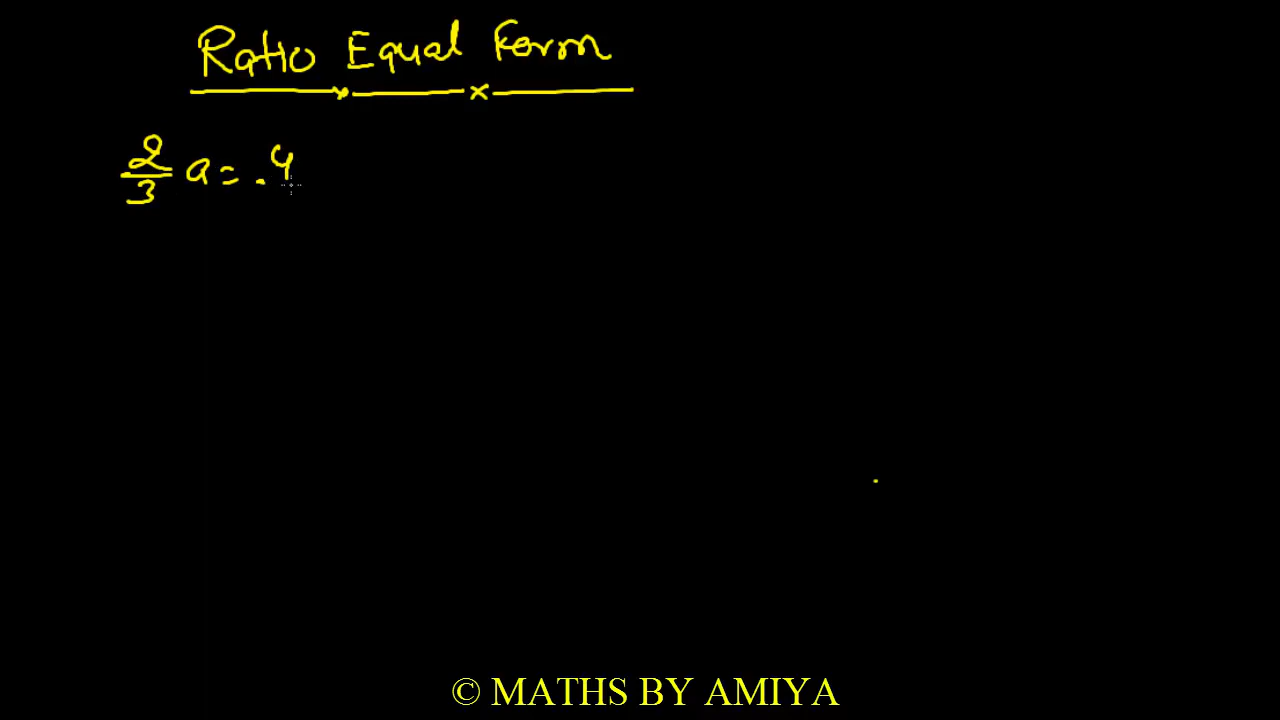 Ratio Equal Form
2/3 a = .4
© MATHS BY AMIYA